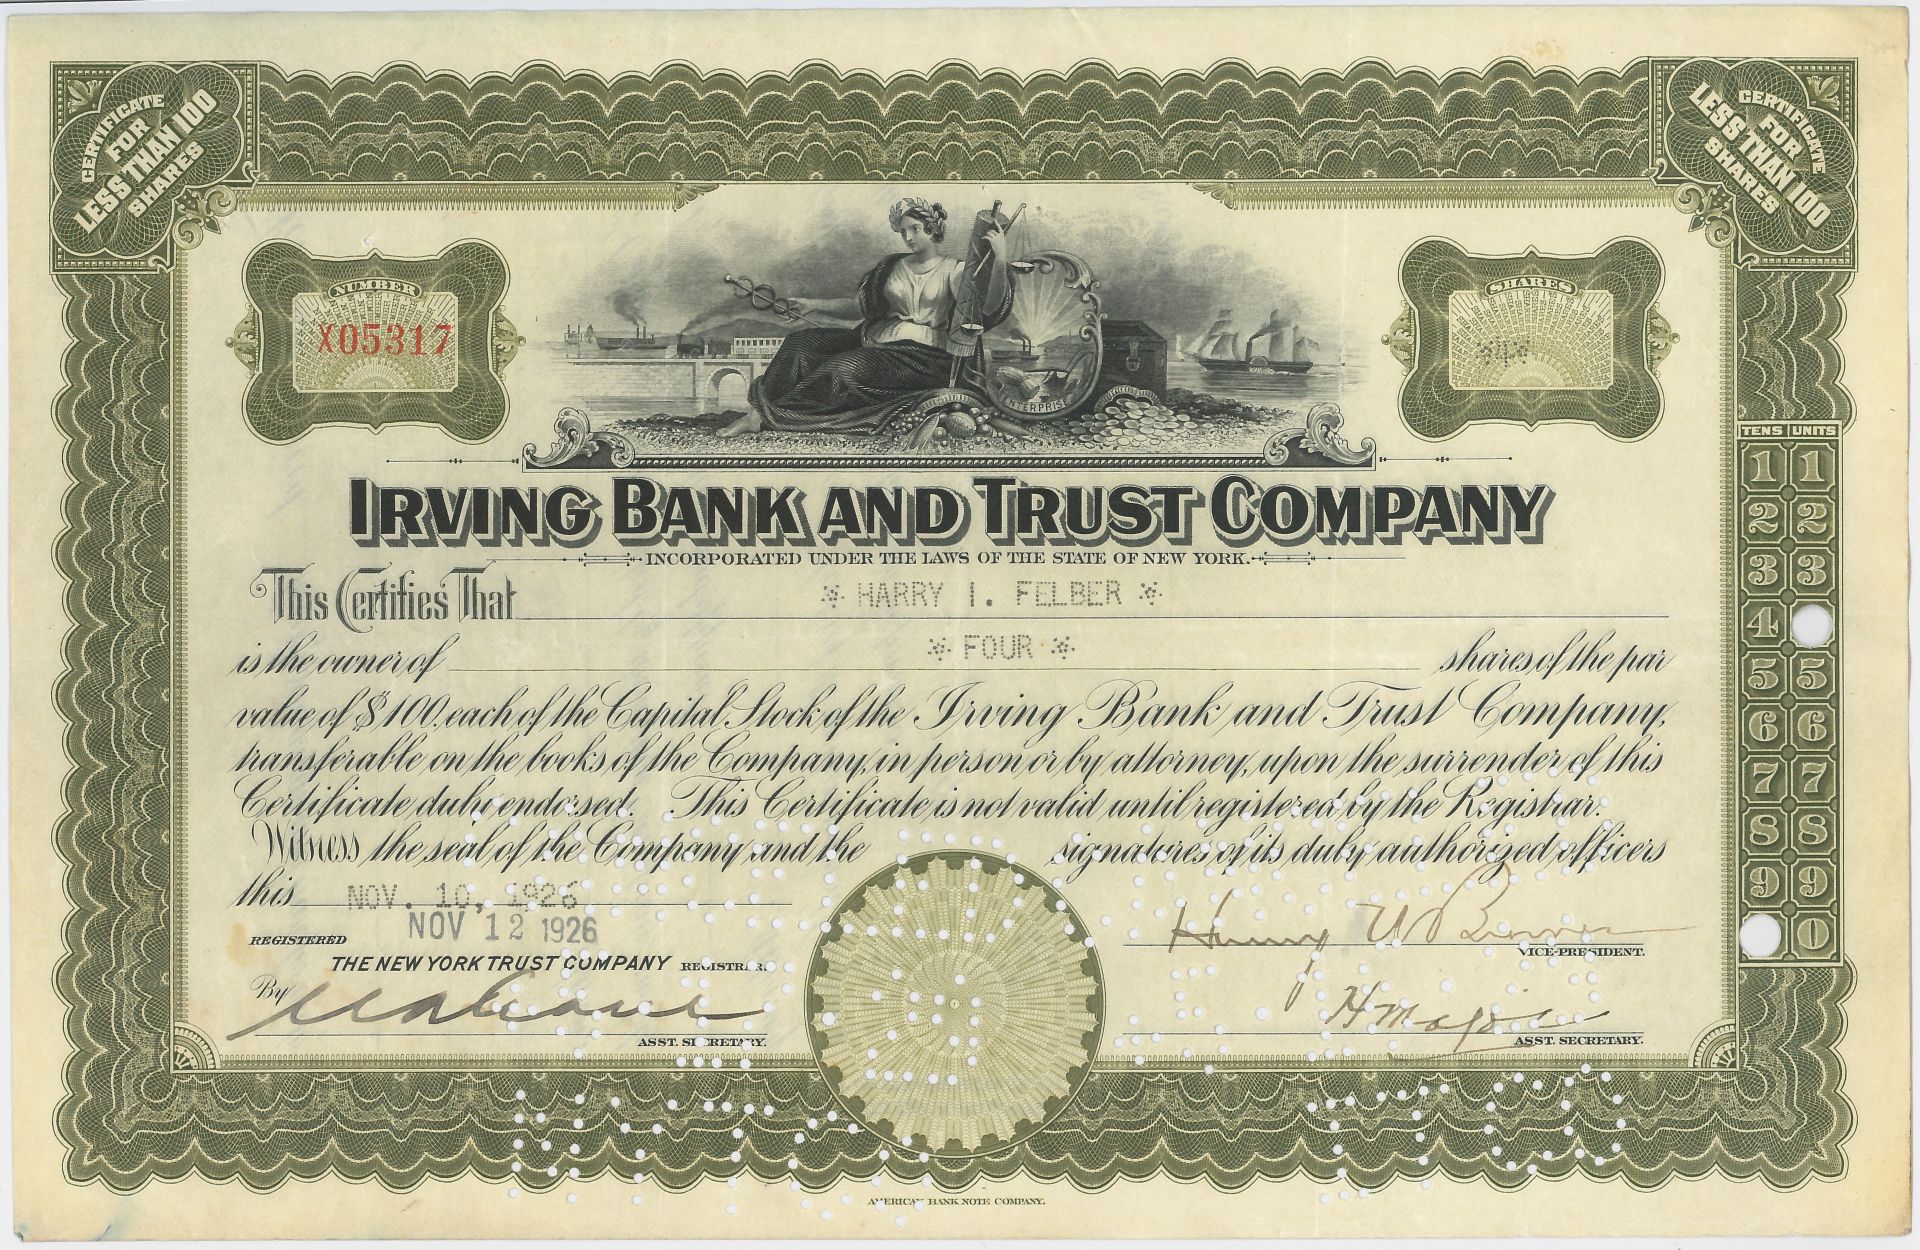 CERTIFICATE
FOR
LESS THAN 100
SHARES
CERTIFICATE
FOR
LESS THAN 100
SHARES
NUMBER
X05317
SHARES
*4*
ENTERPRISE
TENS UNITS
1 1
2 2
3 3
4
5 5
6 6
7 7
8 8
9 9
0
IRVING BANK AND TRUST COMPANY
INCORPORATED UNDER THE LAWS OF THE STATE OF NEW YORK.
This Certifies That * HARRY I. FELBER *
is the owner of * FOUR * shares of the par
value of $100. each of the Capital Stock of the Irving Bank and Trust Company,
transferable on the books of the Company, in person or by attorney, upon the surrender of this
Certificate duly endorsed. This Certificate is not valid until registered by the Registrar.
Witness the seal of the Company and the signatures of its duly authorized officers
this NOV. 10, 1926
REGISTERED NOV 12 1926
THE NEW YORK TRUST COMPANY REGISTRAR.
VICE-PRESIDENT.
By
ASST. SECRETARY.
ASST. SECRETARY.
AMERICAN BANK NOTE COMPANY.